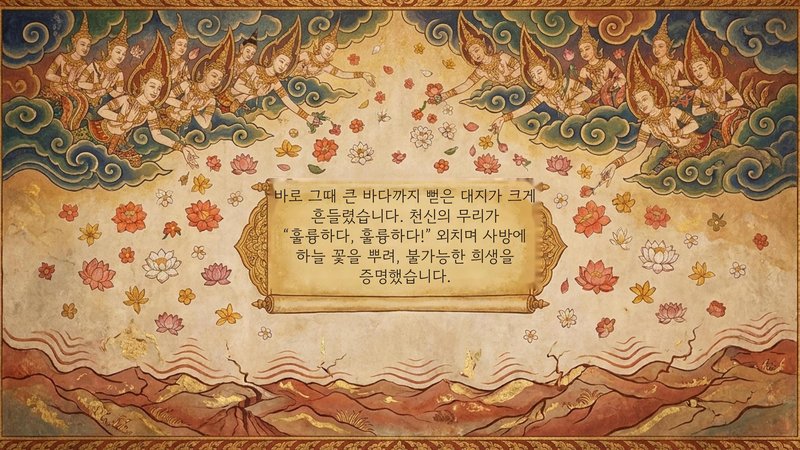 바로 그때 큰 바다까지 뻗은 대지가 크게
흔들렸습니다. 천신의 무리가
“훌륭하다, 훌륭하다!” 외치며 사방에
하늘 꽃을 뿌려, 불가능한 희생을
증명했습니다.